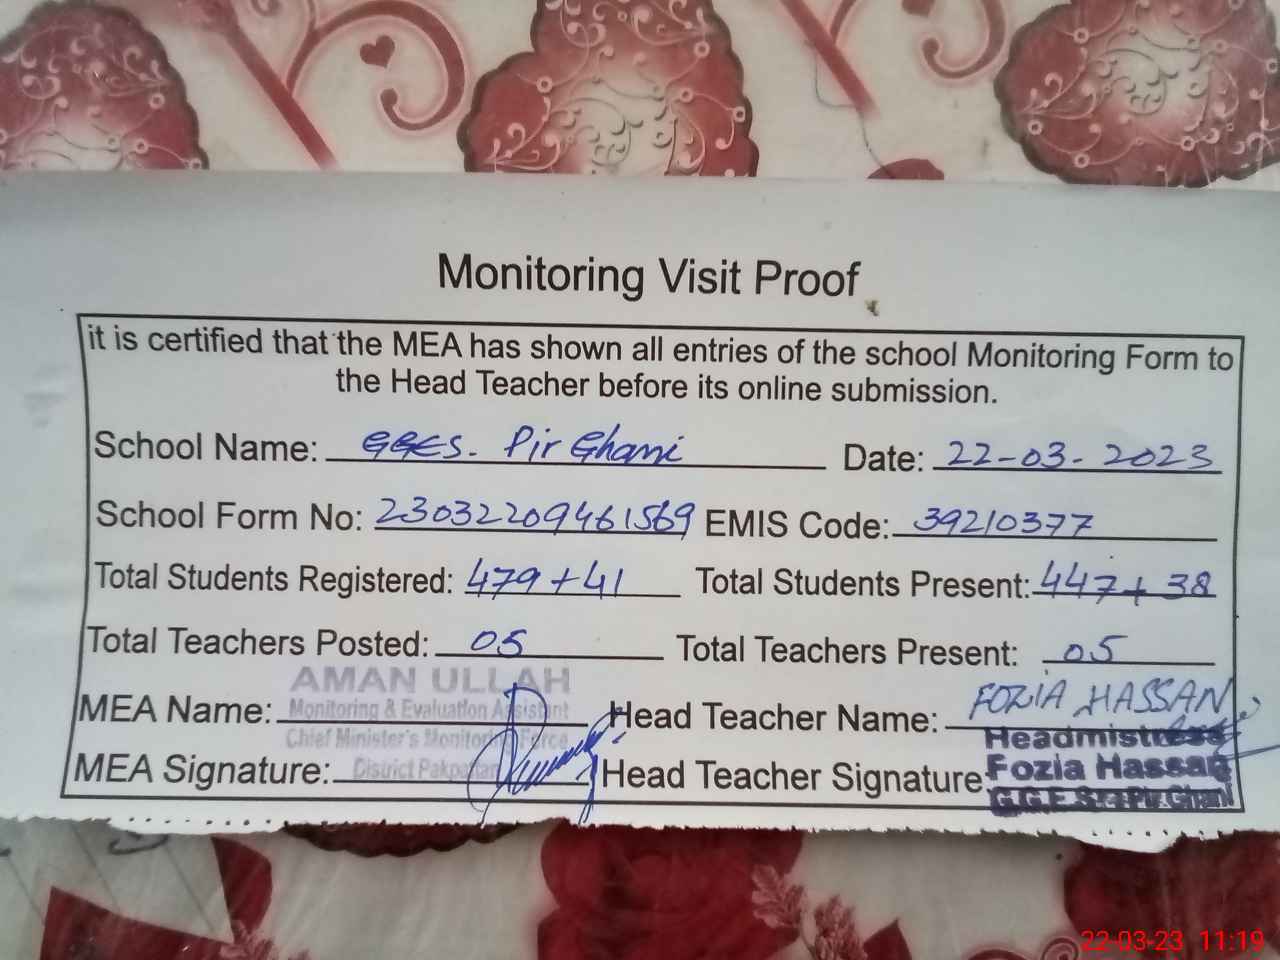 Monitoring Visit Proof
it is certified that the MEA has shown all entries of the school Monitoring Form to
the Head Teacher before its online submission.
School Name: GGES. Pir Ghani Date: 22-03-2023
School Form No: 23032209461569 EMIS Code: 39210377
Total Students Registered: 479+41 Total Students Present: 447+38
Total Teachers Posted: 05 Total Teachers Present: 05
AMAN ULLAH
MEA Name: Monitoring & Evaluation Assistant Head Teacher Name: FOZIA HASSAN
Chief Minister's Monitoring Force Headmistress
MEA Signature: District Pakpattan Head Teacher Signature: Fozia Hassan
G.G.E.S Pir Ghani
22-03-23 11:19